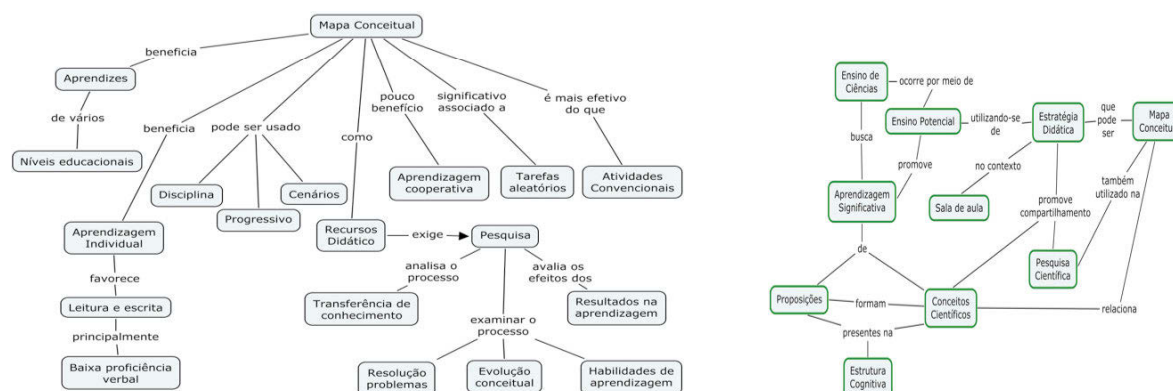 Mapa Conceitual
beneficia
Aprendizes
de vários
Níveis educacionais
beneficia
pode ser usado
como
pouco
benefício
significativo
associado a
é mais efetivo
do que
Disciplina
Progressivo
Cenários
Aprendizagem
cooperativa
Tarefas
aleatórios
Atividades
Convencionais
Aprendizagem
Individual
favorece
Leitura e escrita
principalmente
Baixa proficiência
verbal
Recursos
Didático
exige
Pesquisa
analisa o
processo
avalia os
efeitos dos
Transferência de
conhecimento
examinar o
processo
Resultados na
aprendizagem
Resolução
problemas
Evolução
conceitual
Habilidades de
aprendizagem
Ensino de
Ciências
ocorre por meio de
Ensino Potencial
utilizando-se
de
Estratégia
Didática
que
pode
ser
Mapa
Conceitual
busca
promove
no contexto
Sala de aula
também
utilizado na
Aprendizagem
Significativa
promove
compartilhamento
Pesquisa
Científica
de
Proposições
formam
Conceitos
Científicos
relaciona
presentes na
Estrutura
Cognitiva